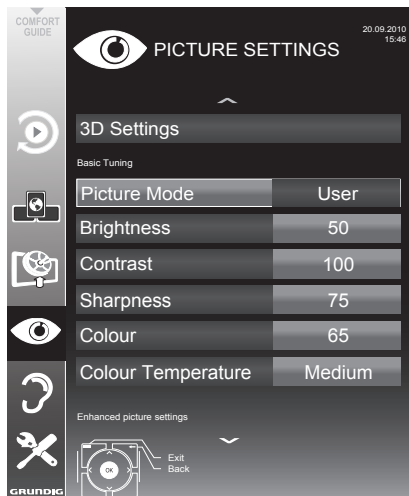 COMFORT
GUIDE
PICTURE SETTINGS
20.09.2010
15:46
3D Settings
Basic Tuning
Picture Mode User
Brightness 50
Contrast 100
Sharpness 75
Colour 65
Colour Temperature Medium
Enhanced picture settings
OK
Exit
Back
GRUNDIG